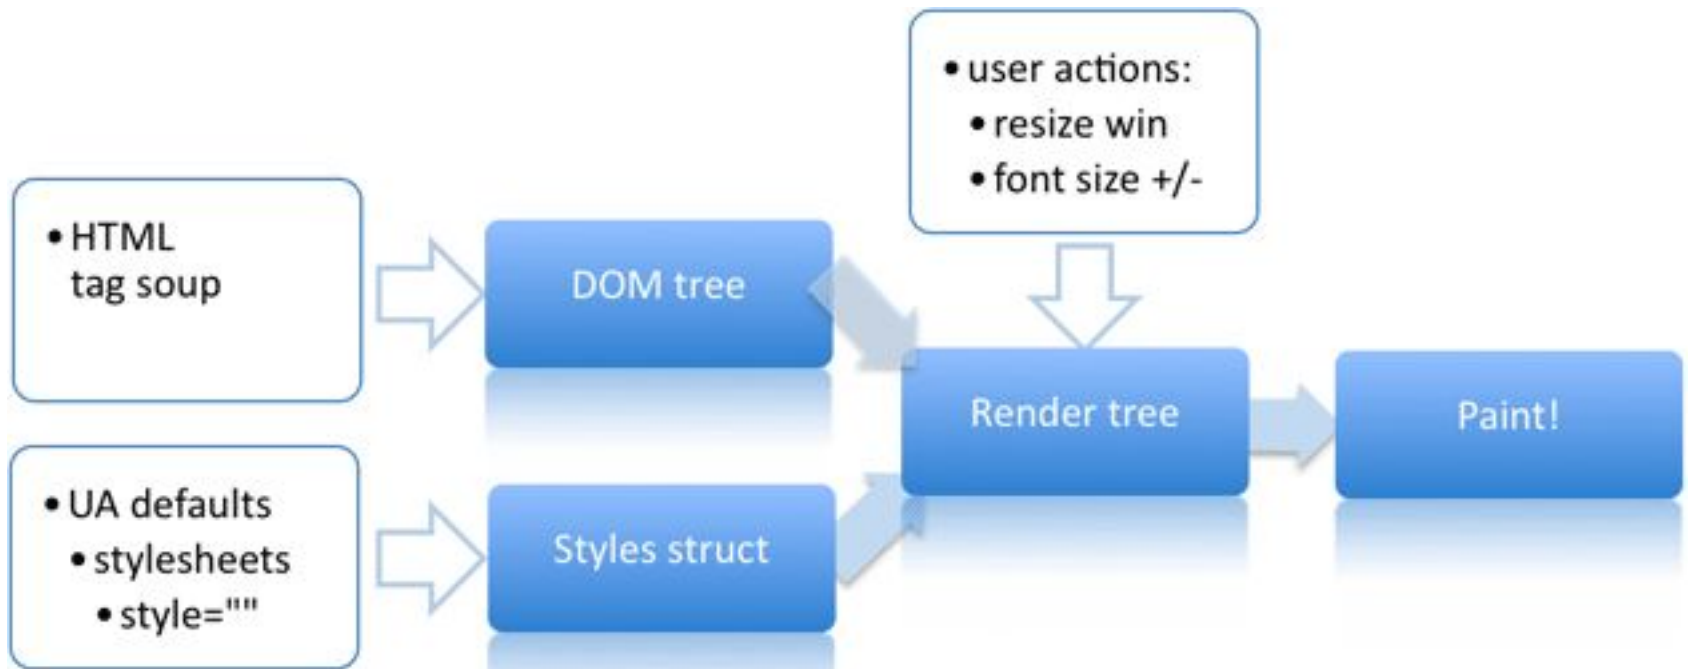 • user actions:
• resize win
• font size +/-
• HTML
tag soup
DOM tree
Render tree
Paint!
• UA defaults
• stylesheets
• style=""
Styles struct